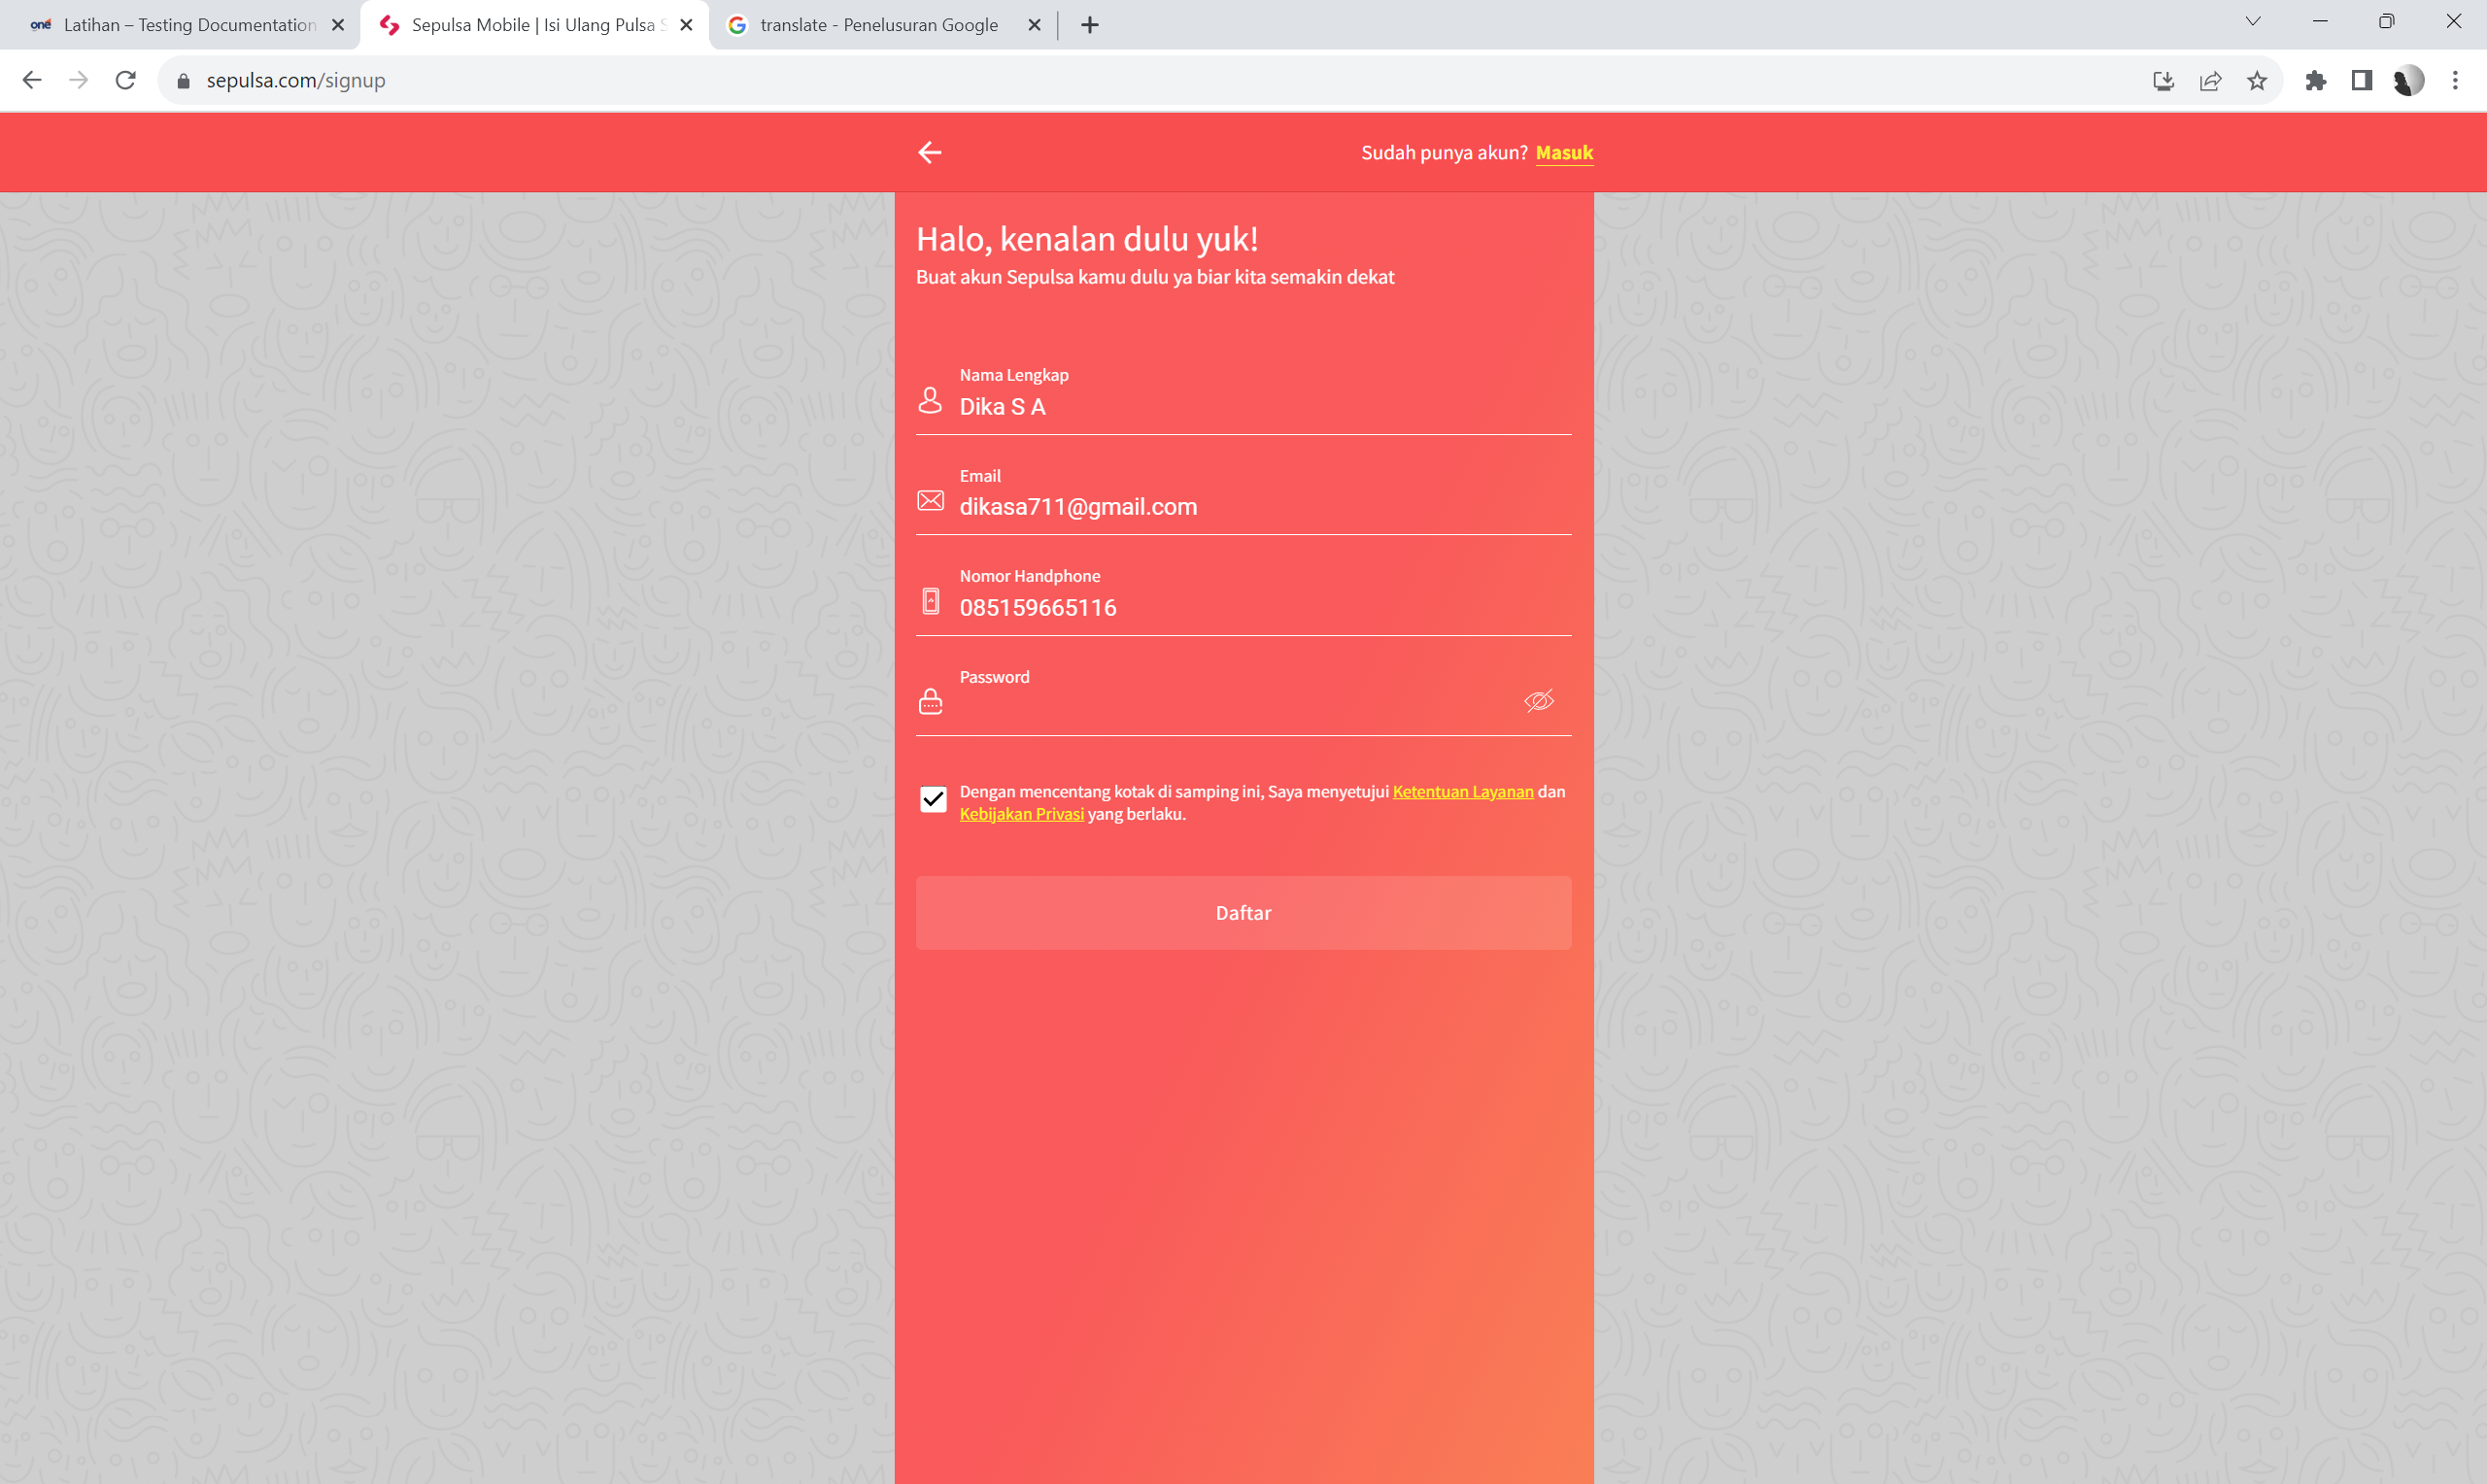 one Latihan – Testing Documentation
Sepulsa Mobile | Isi Ulang Pulsa S
translate - Penelusuran Google
sepulsa.com/signup
Sudah punya akun? Masuk
Halo, kenalan dulu yuk!
Buat akun Sepulsa kamu dulu ya biar kita semakin dekat
Nama Lengkap
Dika S A
Email
dikasa711@gmail.com
Nomor Handphone
085159665116
Password
Dengan mencentang kotak di samping ini, Saya menyetujui Ketentuan Layanan dan
Kebijakan Privasi yang berlaku.
Daftar